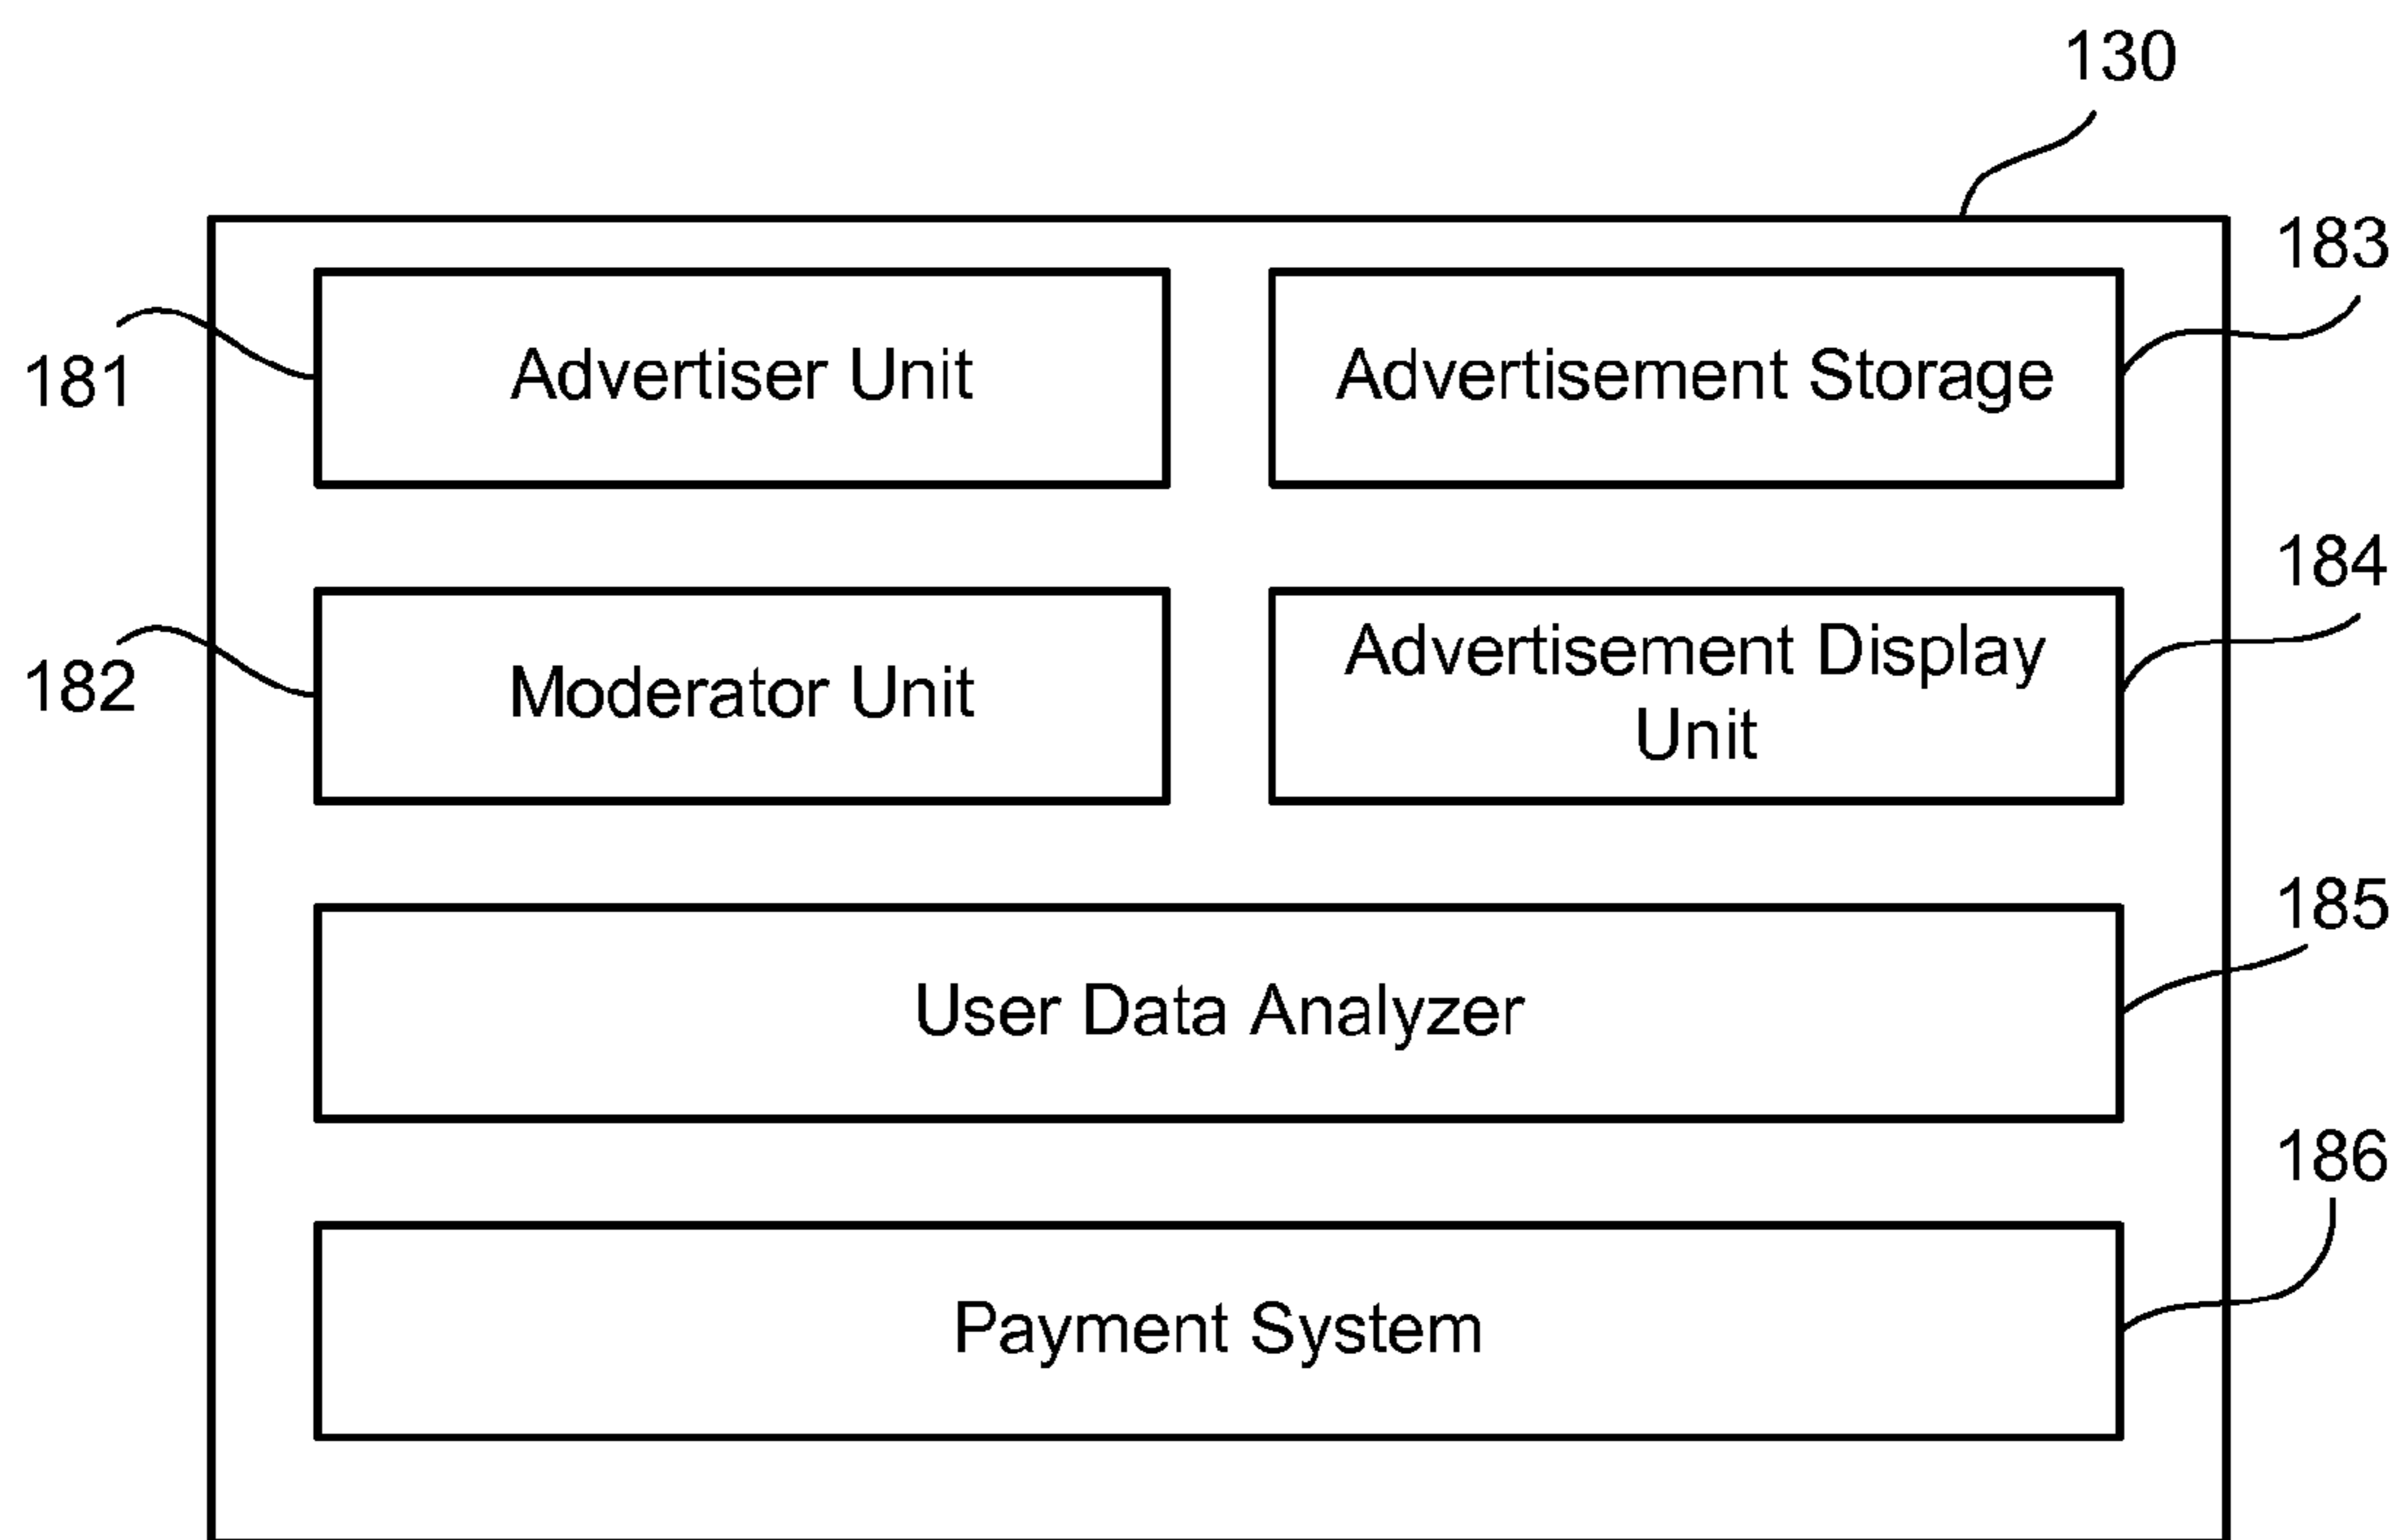 130
183
181
Advertiser Unit
Advertisement Storage
184
182
Moderator Unit
Advertisement Display
Unit
185
User Data Analyzer
186
Payment System